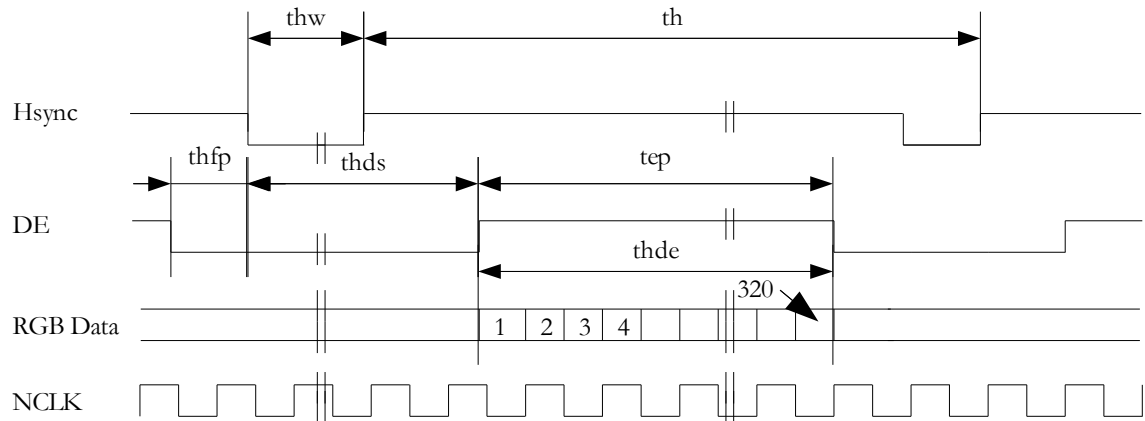 thw th
Hsync
thfp thds tep
DE
thde
320
RGB Data 1 2 3 4
NCLK